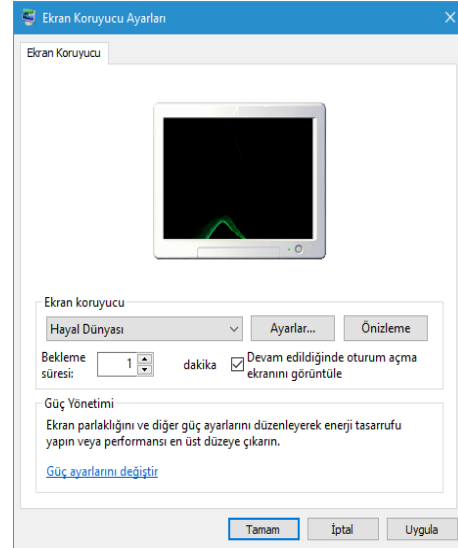 Ekran Koruyucu Ayarları
Ekran Koruyucu
Ekran koruyucu
Hayal Dünyası
Ayarlar...
Önizleme
Bekleme süresi:
1
dakika
Devam edildiğinde oturum açma
ekranını görüntüle
Güç Yönetimi
Ekran parlaklığını ve diğer güç ayarlarını düzenleyerek enerji tasarrufu
yapın veya performansı en üst düzeye çıkarın.
Güç ayarlarını değiştir
Tamam
İptal
Uygula